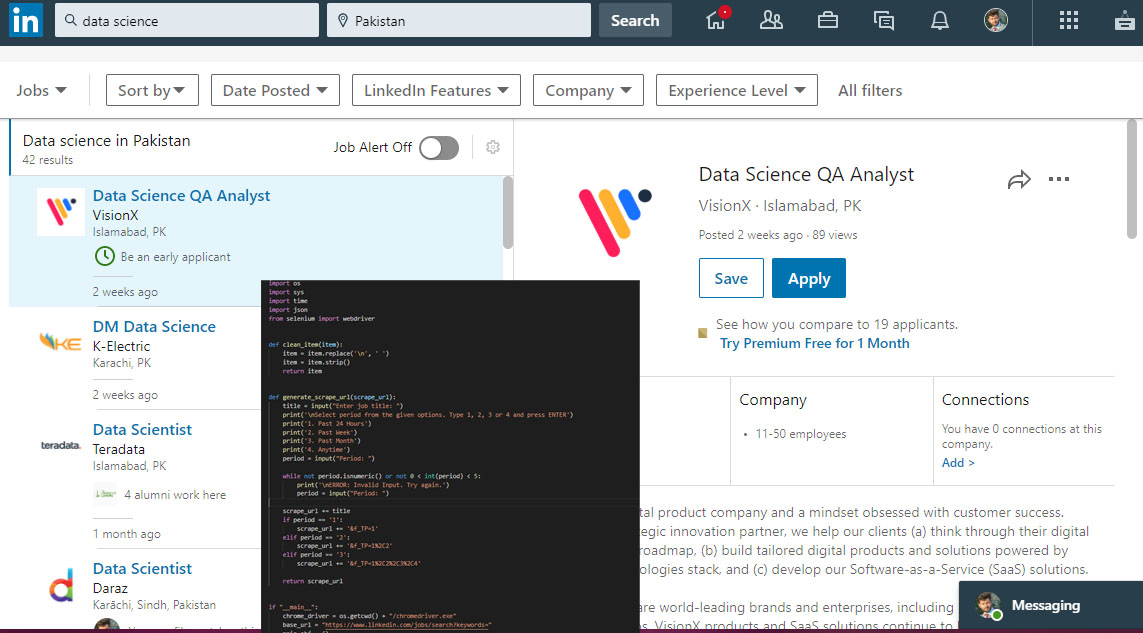 in
data science
Pakistan
Search
Jobs
Sort by
Date Posted
LinkedIn Features
Company
Experience Level
All filters
Data science in Pakistan
42 results
Job Alert Off
Data Science QA Analyst
VisionX
Islamabad, PK
Be an early applicant
2 weeks ago
DM Data Science
KE
K-Electric
Karachi, PK
2 weeks ago
Data Scientist
teradata.
Teradata
Islamabad, PK
4 alumni work here
1 month ago
Data Scientist
d
Daraz
Karāchi, Sindh, Pakistan
import os
import sys
import time
import json
from selenium import webdriver
def clean_item(item):
item = item.replace('\n', ' ')
item = item.strip()
return item
def generate_scrape_url(scrape_url):
title = input("Enter job title: ")
print('\nSelect period from the given options. Type 1, 2, 3 or 4 and press ENTER')
print('1. Past 24 Hours')
print('2. Past Week')
print('3. Past Month')
print('4. Anytime')
period = input("Period: ")
while not period.isnumeric() or not 0 < int(period) < 5:
print('\nERROR: Invalid Input. Try again.')
period = input("Period: ")
scrape_url += title
if period == '1':
scrape_url += '&f_TP=1'
elif period == '2':
scrape_url += '&f_TP=1%2C2'
elif period == '3':
scrape_url += '&f_TP=1%2C2%2C3%2C4'
return scrape_url
if "__main__":
chrome_driver = os.getcwd() + "/chromedriver.exe"
base_url = "https://www.linkedin.com/jobs/search?keywords="
Data Science QA Analyst
VisionX · Islamabad, PK
Posted 2 weeks ago · 89 views
Save
Apply
See how you compare to 19 applicants.
Try Premium Free for 1 Month
Company
• 11-50 employees
Connections
You have 0 connections at this
company.
Add >
tal product company and a mindset obsessed with customer success.
egic innovation partner, we help our clients (a) think through their digital
roadmap, (b) build tailored digital products and solutions powered by
ologies stack, and (c) develop our Software-as-a-Service (SaaS) solutions.
are world-leading brands and enterprises, including
VisionX products and SaaS solutions continue to
Messaging